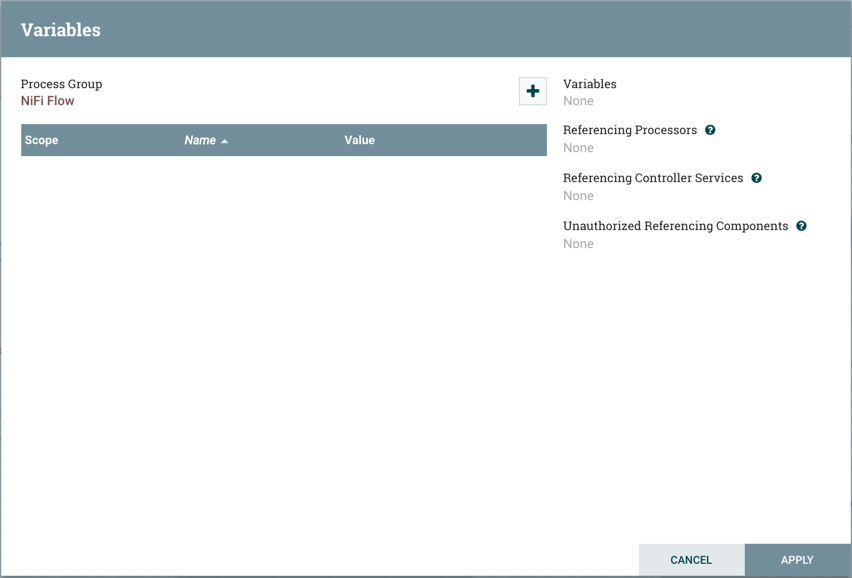 Variables
Process Group
NiFi Flow
Scope Name Value
Variables
None
Referencing Processors
None
Referencing Controller Services
None
Unauthorized Referencing Components
None
CANCEL APPLY